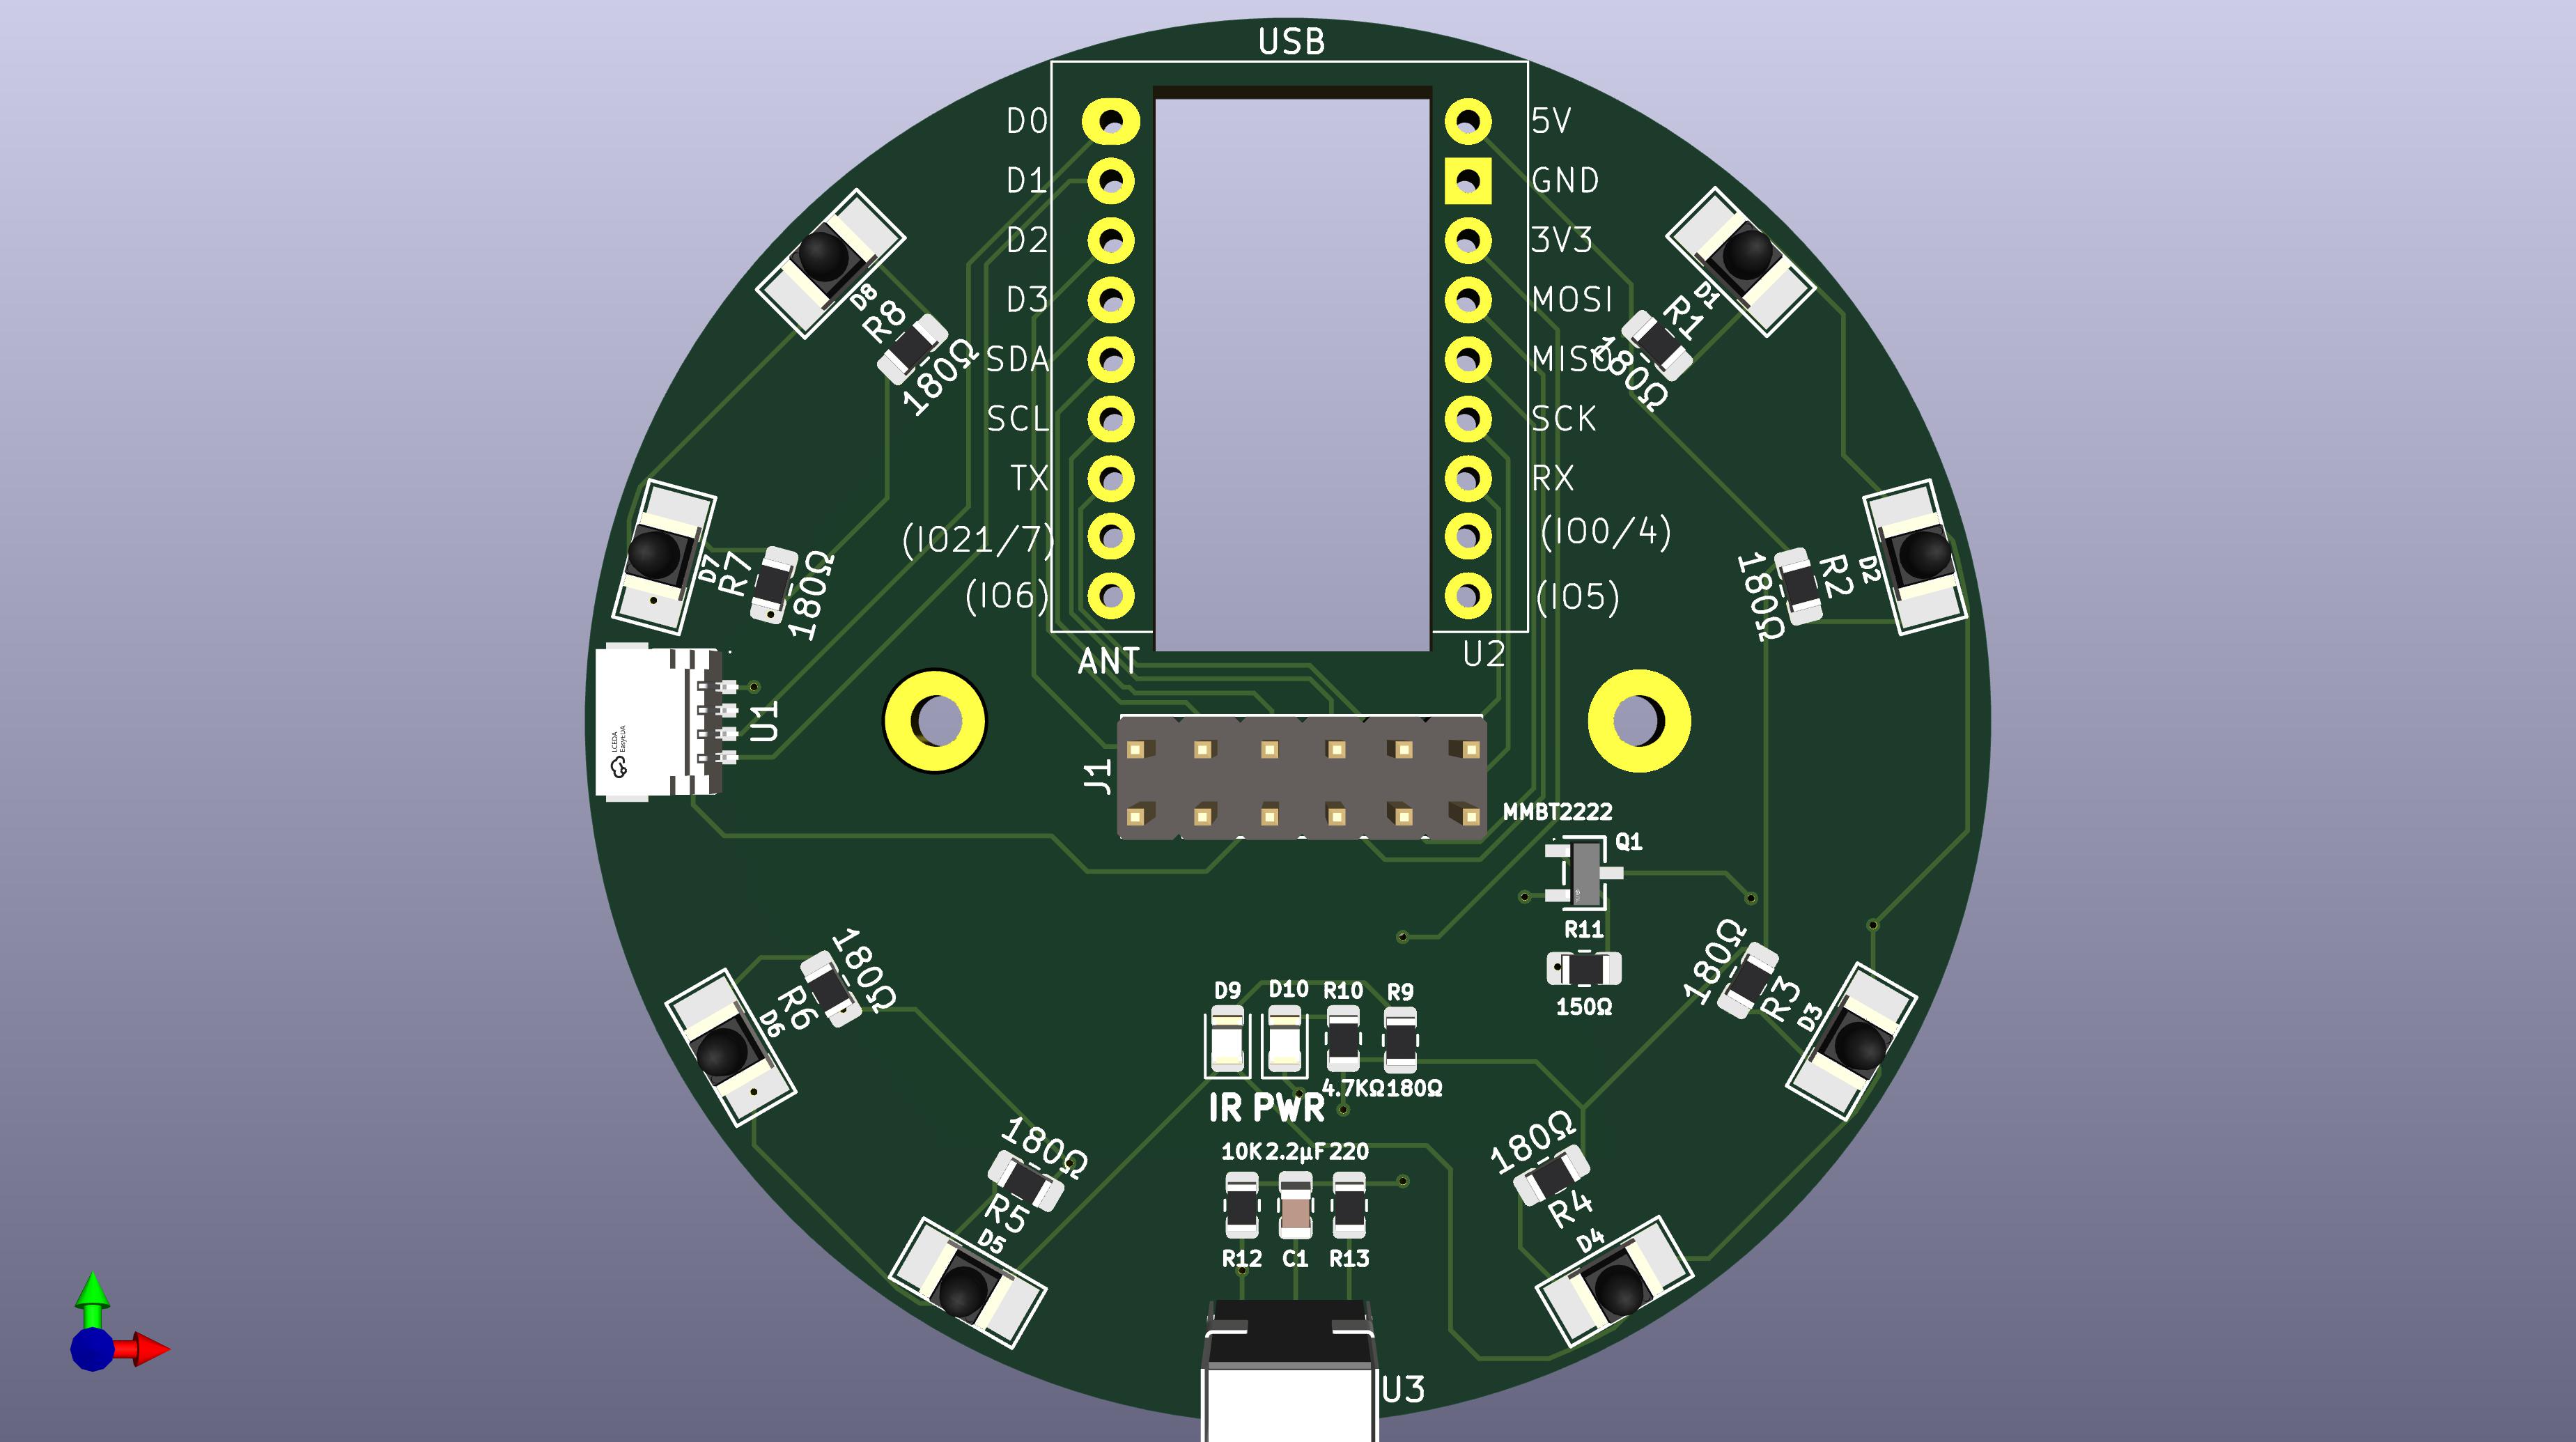 USB
D0
5V
D1
GND
D2
3V3
D3
MOSI
SDA
MISO
SCL
SCK
TX
RX
(IO21/7)
(IO0/4)
(IO6)
(IO5)
ANT
U2
D8
R8
180Ω
D1
R1
180Ω
D7
R7
180Ω
D2
R2
180Ω
U1
LCEDA
EasyEDA
J1
MMBT2222
Q1
R11
150Ω
180Ω
R6
D6
180Ω
R3
D3
D9 D10 R10 R9
4.7KΩ 180Ω
IR PWR
180Ω
R5
D5
180Ω
R4
D4
10K 2.2µF 220
R12 C1 R13
U3